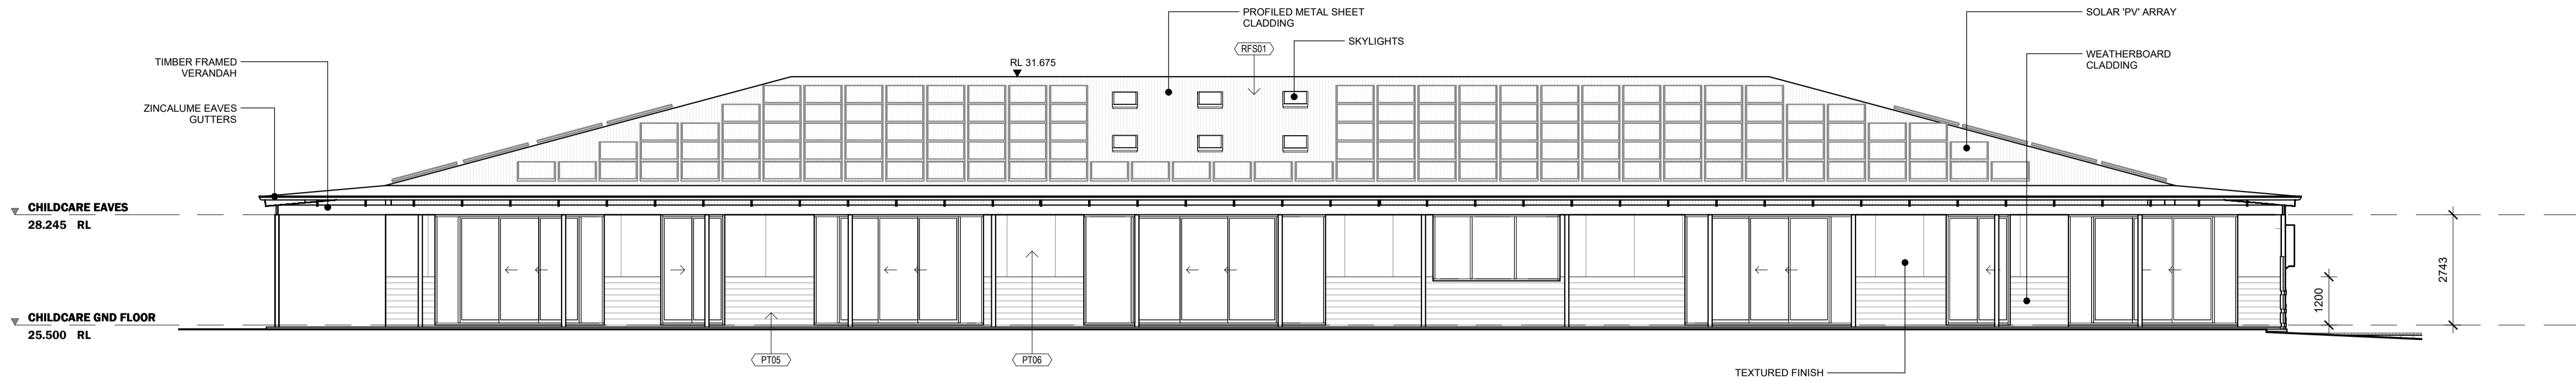 PROFILED METAL SHEET
CLADDING
SOLAR 'PV' ARRAY
SKYLIGHTS
RFS01
WEATHERBOARD
CLADDING
TIMBER FRAMED
VERANDAH
RL 31.675
ZINCALUME EAVES
GUTTERS
CHILDCARE EAVES
28.245 RL
2743
1200
CHILDCARE GND FLOOR
25.500 RL
PT05
PT06
TEXTURED FINISH